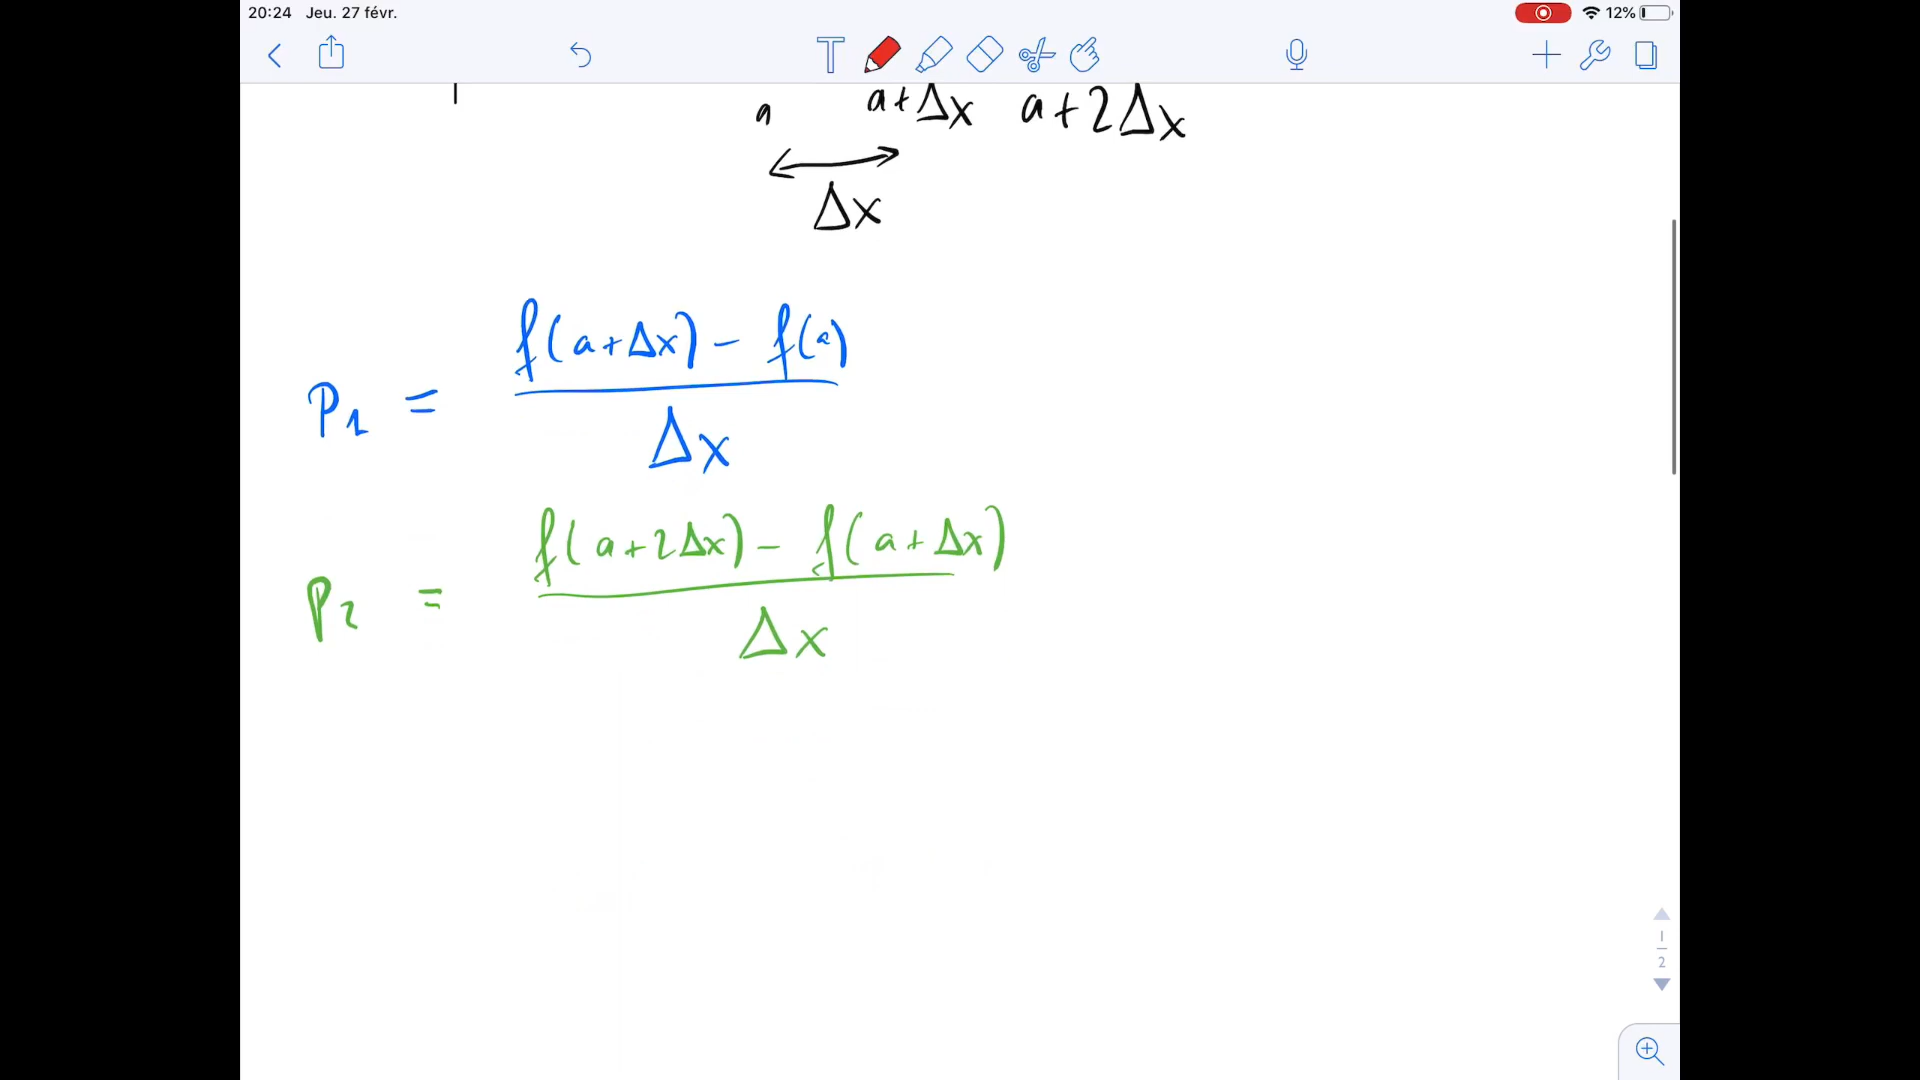 20:24 Jeu. 27 févr. 12%
T
a a+Δx a+2Δx
Δx
f(a+Δx) - f(a)
P1 =
Δx
f(a+2Δx) - f(a+Δx)
P2 =
Δx
1
2